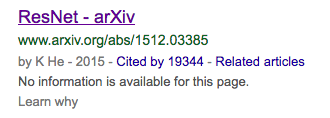 ResNet - arXiv
www.arxiv.org/abs/1512.03385
by K He - 2015 - Cited by 19344 - Related articles
No information is available for this page.
Learn why